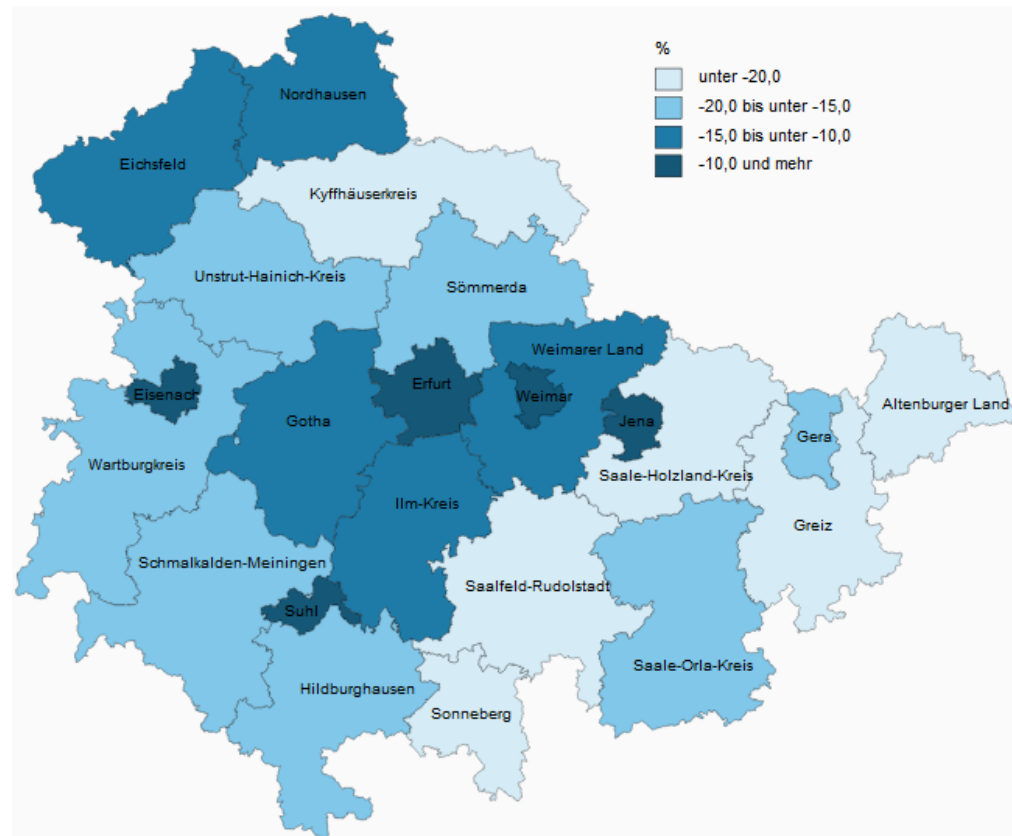 %
unter -20,0
-20,0 bis unter -15,0
-15,0 bis unter -10,0
-10,0 und mehr
Nordhausen
Eichsfeld
Kyffhäuserkreis
Unstrut-Hainich-Kreis
Sömmerda
Weimarer Land
Eisenach
Erfurt
Weimar
Altenburger Land
Gotha
Jena
Gera
Wartburgkreis
Saale-Holzland-Kreis
Ilm-Kreis
Greiz
Schmalkalden-Meiningen
Saalfeld-Rudolstadt
Suhl
Saale-Orla-Kreis
Hildburghausen
Sonneberg